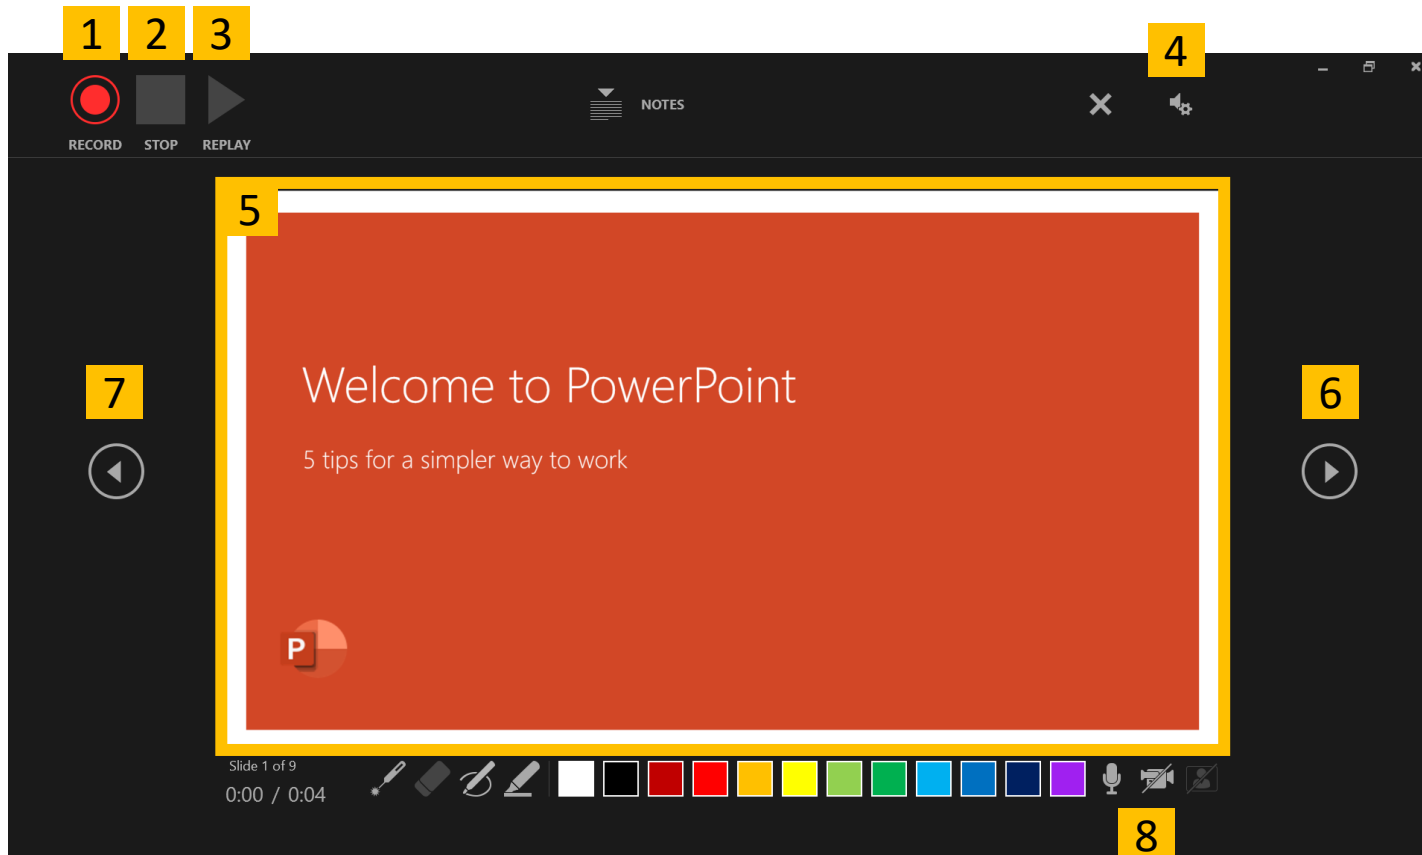 1 2 3
4
RECORD STOP REPLAY
NOTES
5
Welcome to PowerPoint
5 tips for a simpler way to work
7
6
P
Slide 1 of 9
0:00 / 0:04
8